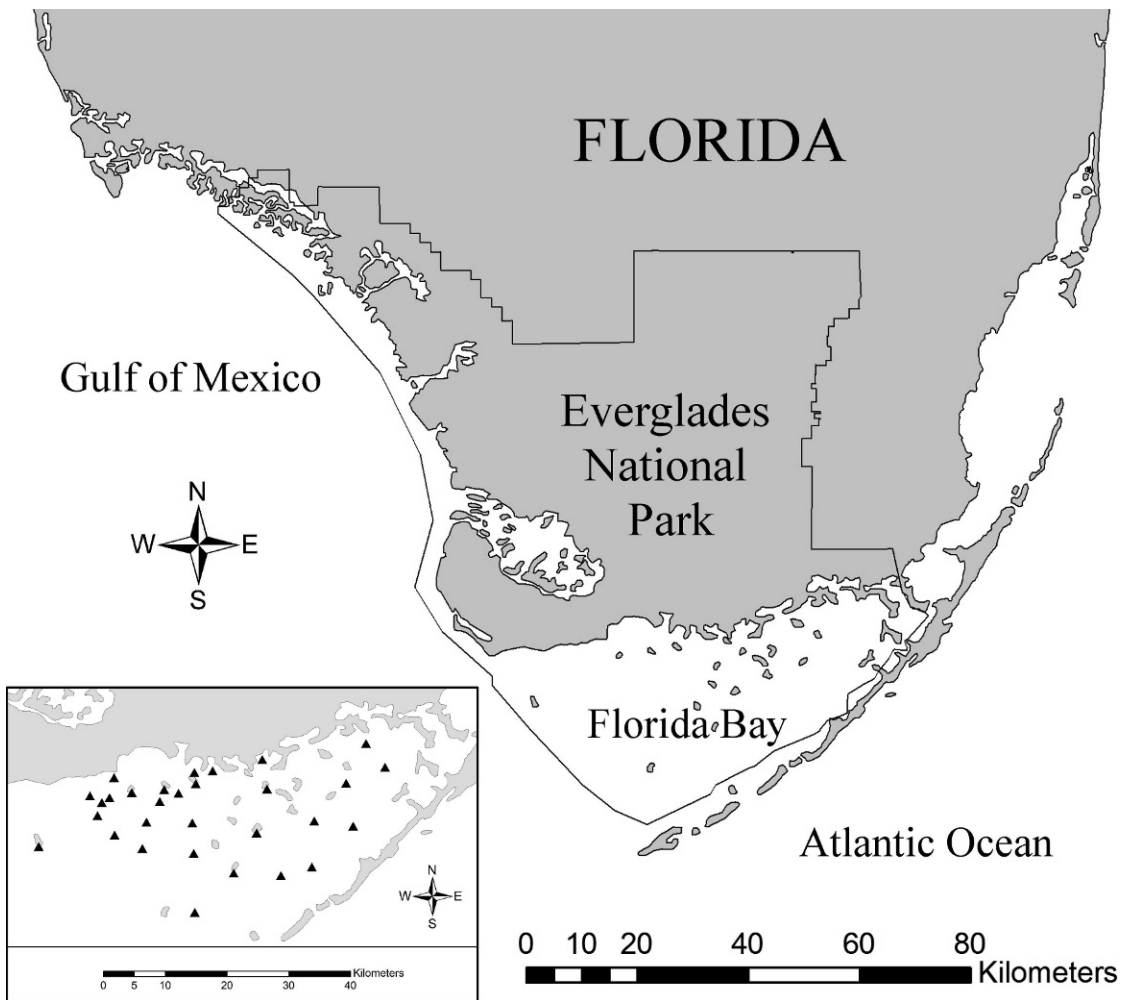 FLORIDA
Gulf of Mexico
Everglades
National
Park
N
W E
S
Florida Bay
Atlantic Ocean
N
W E
S
Kilometers
0 5 10 20 30 40
0 10 20 40 60 80
Kilometers